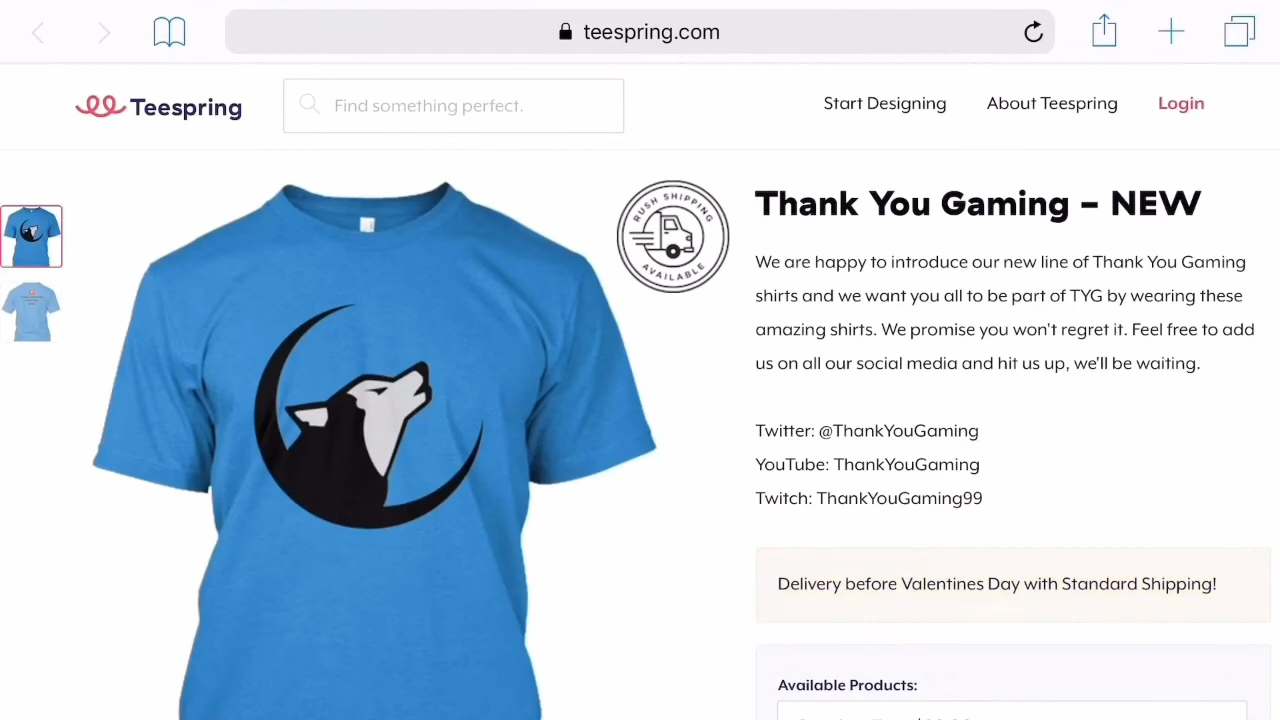 teespring.com
Teespring
Find something perfect.
Start Designing
About Teespring
Login
RUSH SHIPPING
AVAILABLE
Thank You Gaming – NEW
We are happy to introduce our new line of Thank You Gaming
shirts and we want you all to be part of TYG by wearing these
amazing shirts. We promise you won't regret it. Feel free to add
us on all our social media and hit us up, we'll be waiting.
Twitter: @ThankYouGaming
YouTube: ThankYouGaming
Twitch: ThankYouGaming99
Delivery before Valentines Day with Standard Shipping!
Available Products: